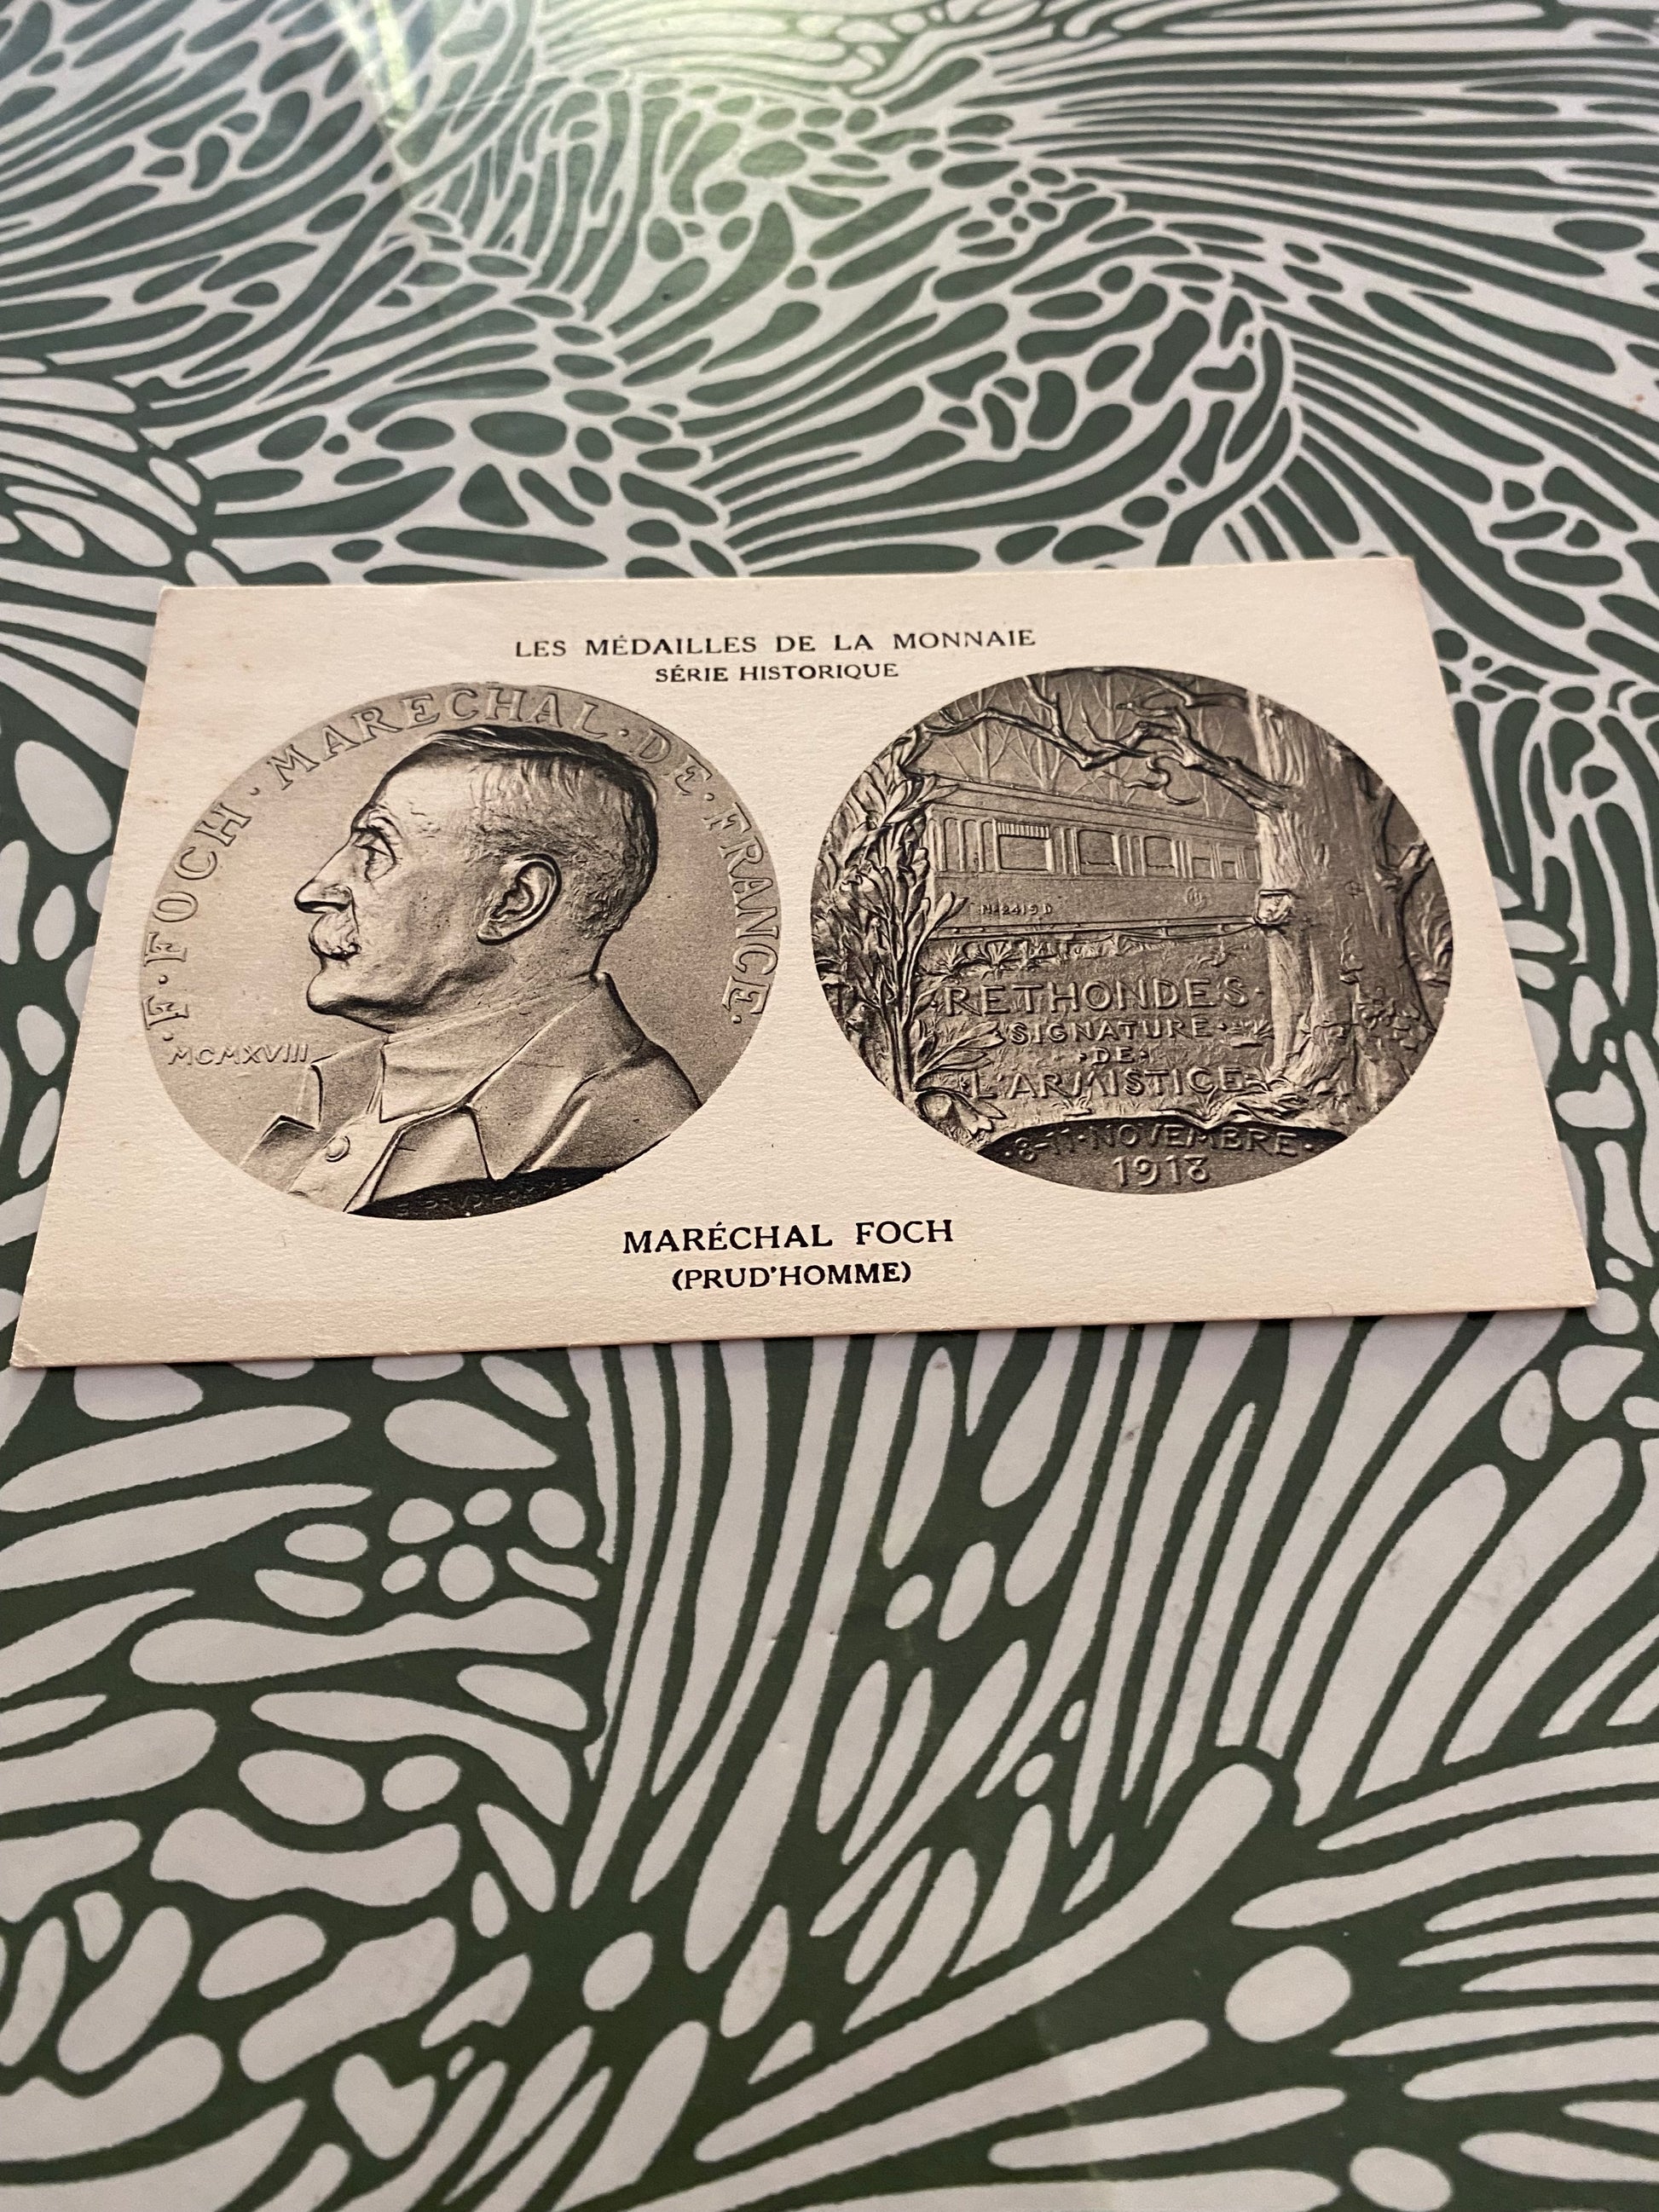 LES MÉDAILLES DE LA MONNAIE
SÉRIE HISTORIQUE
·F·FOCH·MARECHAL·DE·FRANCE·
MCMXVIII
Nº2419 D
RETHONDES·
·SIGNATURE·
·DE·
L'ARMISTICE
·8-11·NOVEMBRE·
1918
MARÉCHAL FOCH
(PRUD'HOMME)